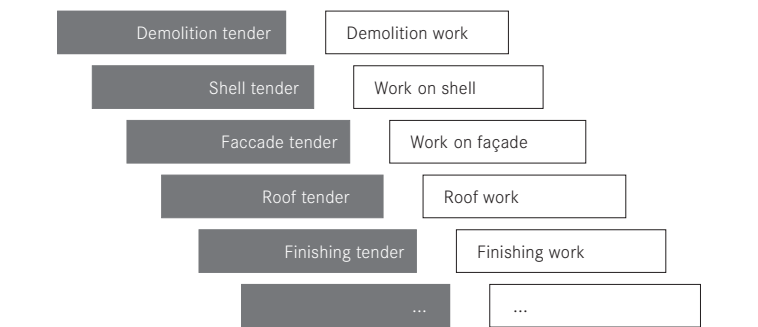 Demolition tender Demolition work
Shell tender Work on shell
Faccade tender Work on façade
Roof tender Roof work
Finishing tender Finishing work
... ...